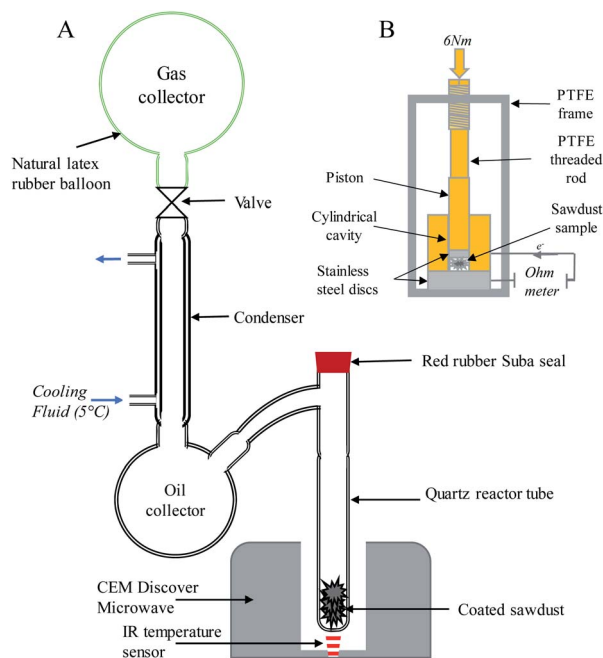 A
Gas
collector
Natural latex
rubber balloon
Valve
Condenser
Cooling
Fluid (5°C)
Oil
collector
Red rubber Suba seal
Quartz reactor tube
CEM Discover
Microwave
Coated sawdust
IR temperature
sensor
B
6Nm
PTFE
frame
PTFE
threaded
rod
Piston
Sawdust
sample
Cylindrical
cavity
e⁻
Stainless
steel discs
Ohm
meter